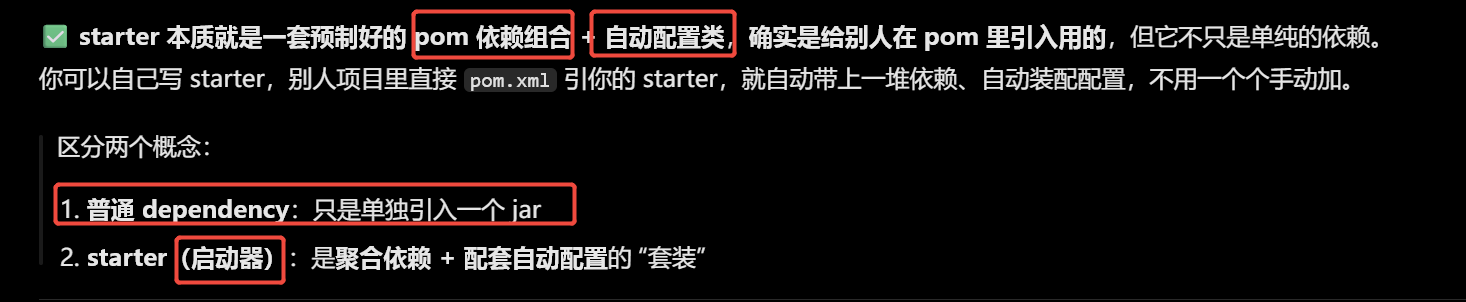 ✅ starter 本质就是一套预制好的 pom 依赖组合 + 自动配置类，确实是给别人在 pom 里引入用的，但它不只是单纯的依赖。
你可以自己写 starter，别人项目里直接 pom.xml 引你的 starter，就自动带上一堆依赖、自动装配配置，不用一个个手动加。
区分两个概念：
1. 普通 dependency：只是单独引入一个 jar
2. starter（启动器）：是聚合依赖 + 配套自动配置的 “套装”